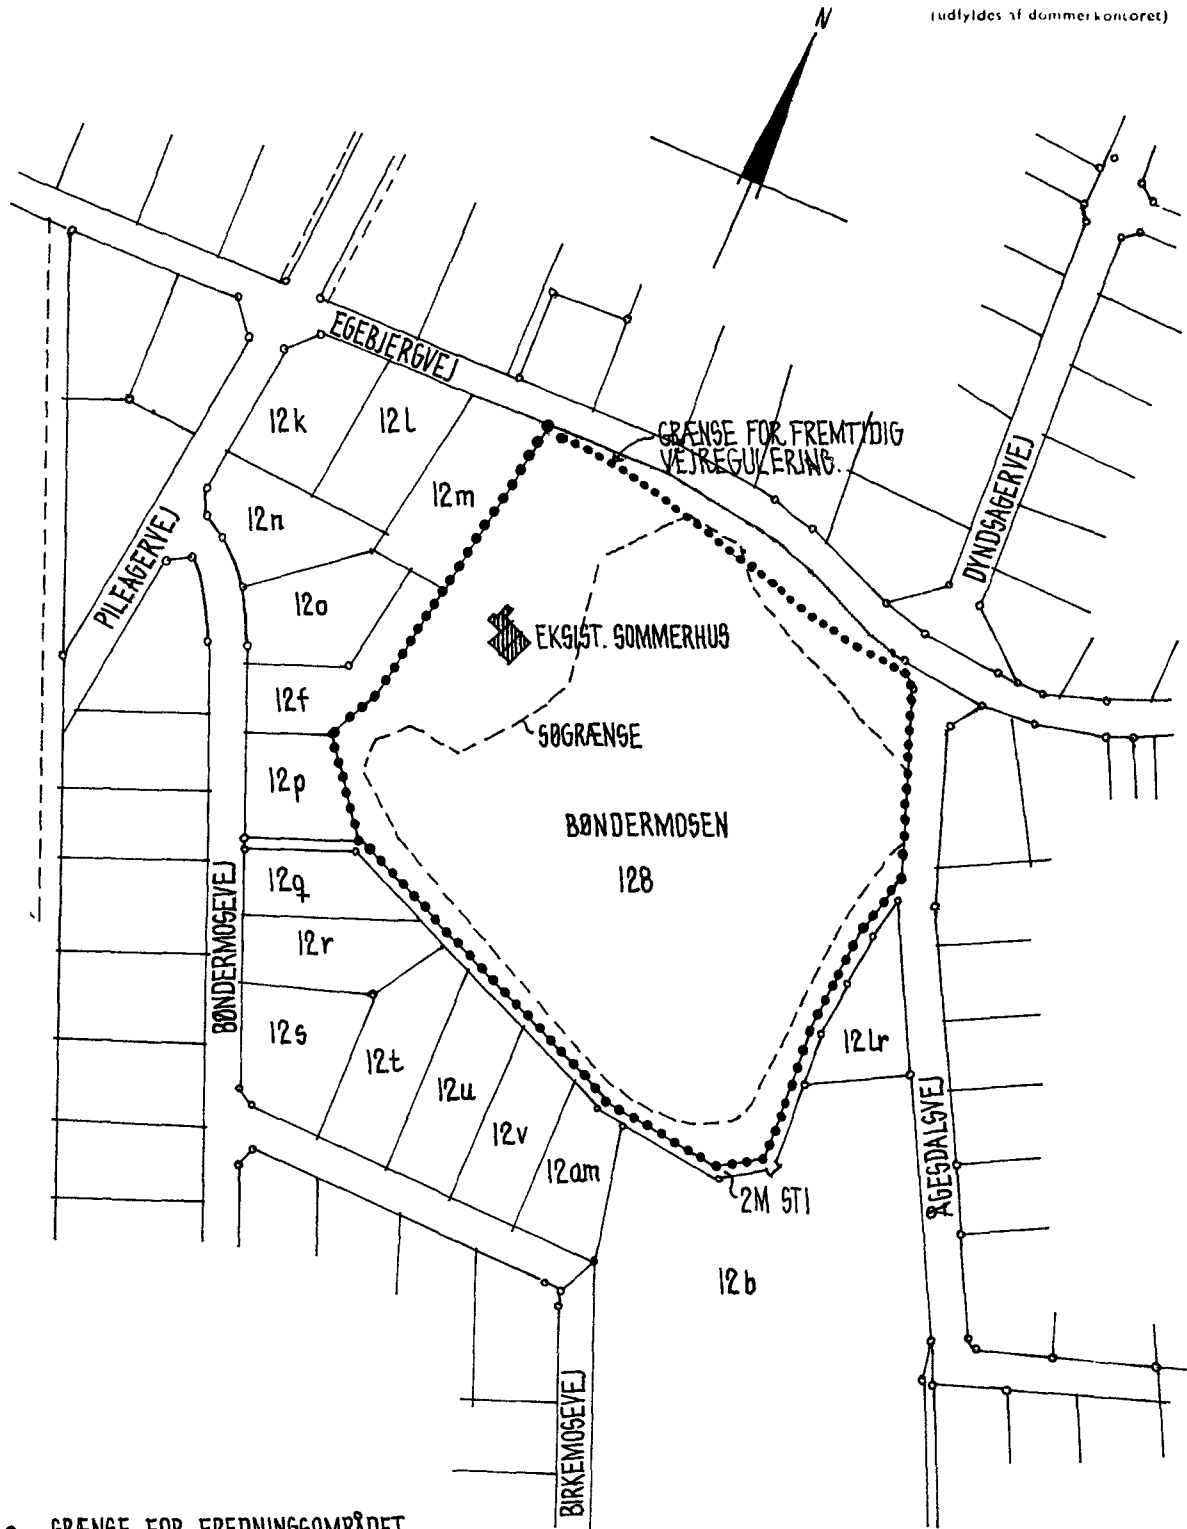 (udfyldes af dommerkontoret)
N
EGEBJERGVEJ
GRÆNSE FOR FREMTIDIG
VEJREGULERING.
12k
12l
12m
12n
PILEAGERVEJ
DYNDSAGERVEJ
12o
EKSIST. SOMMERHUS
12f
SØGRÆNSE
12p
BØNDERMOSEN
128
12q
12r
BØNDERMOSEVEJ
12s
12t
12u
12v
12am
12lr
ÅGESDALSVEJ
2M STI
12b
BIRKEMOSEVEJ
GRÆNSE FOR FREDNINGSOMRÅDET